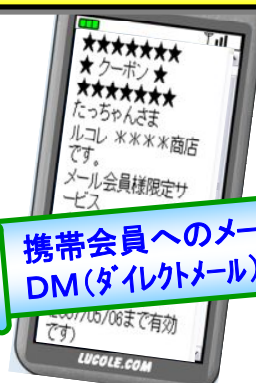 ★★★★★★★
★ クーポン ★
★★★★★★★
たっちゃんさま
ルコレ ＊＊＊＊商店
です。
メール会員様限定サ
ービス
携帯会員へのメー
DM(ダイレクトメール)
/05/06まで有効
です)
LUCOLE.COM